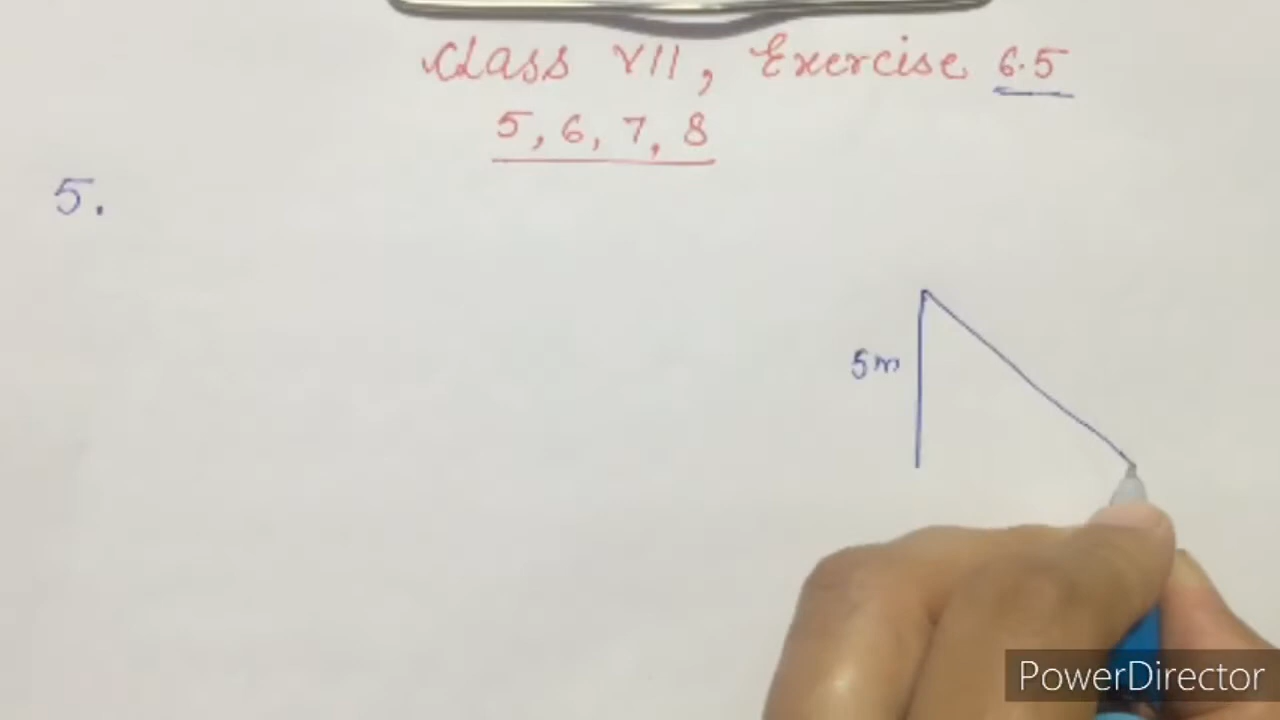 Class VII, Exercise 6.5
5, 6, 7, 8
5.
5m
PowerDirector